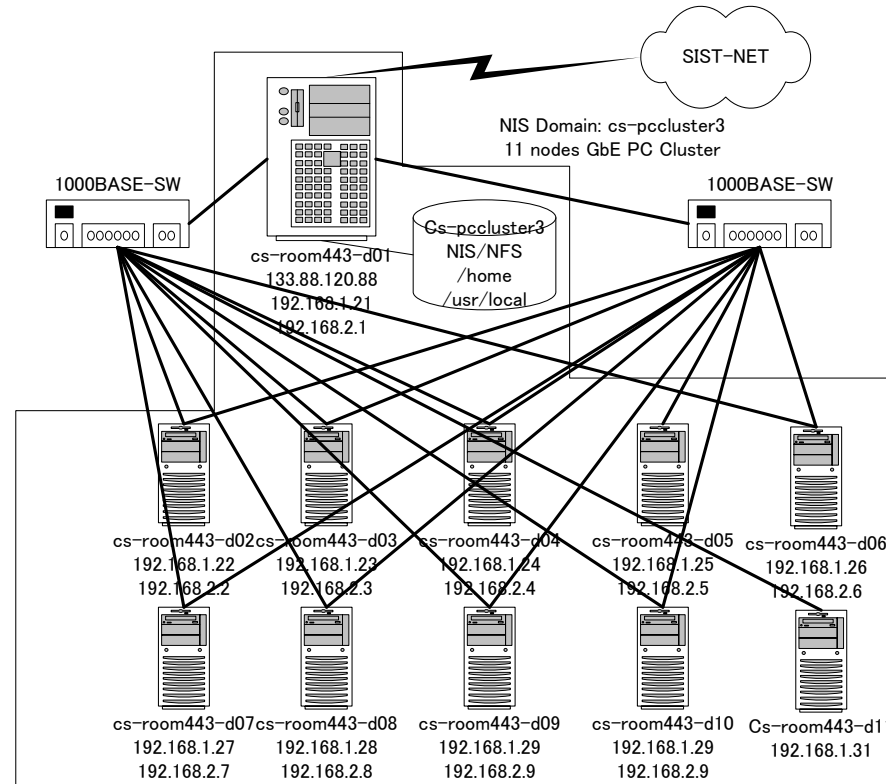 SIST-NET
NIS Domain: cs-pccluster3
11 nodes GbE PC Cluster
1000BASE-SW
1000BASE-SW
cs-room443-d01
133.88.120.88
192.168.1.21
192.168.2.1
Cs-pccluster3
NIS/NFS
/home
/usr/local
cs-room443-d02
192.168.1.22
192.168.2.2
cs-room443-d03
192.168.1.23
192.168.2.3
cs-room443-d04
192.168.1.24
192.168.2.4
cs-room443-d05
192.168.1.25
192.168.2.5
cs-room443-d06
192.168.1.26
192.168.2.6
cs-room443-d07
192.168.1.27
192.168.2.7
cs-room443-d08
192.168.1.28
192.168.2.8
cs-room443-d09
192.168.1.29
192.168.2.9
cs-room443-d10
192.168.1.29
192.168.2.9
Cs-room443-d11
192.168.1.31